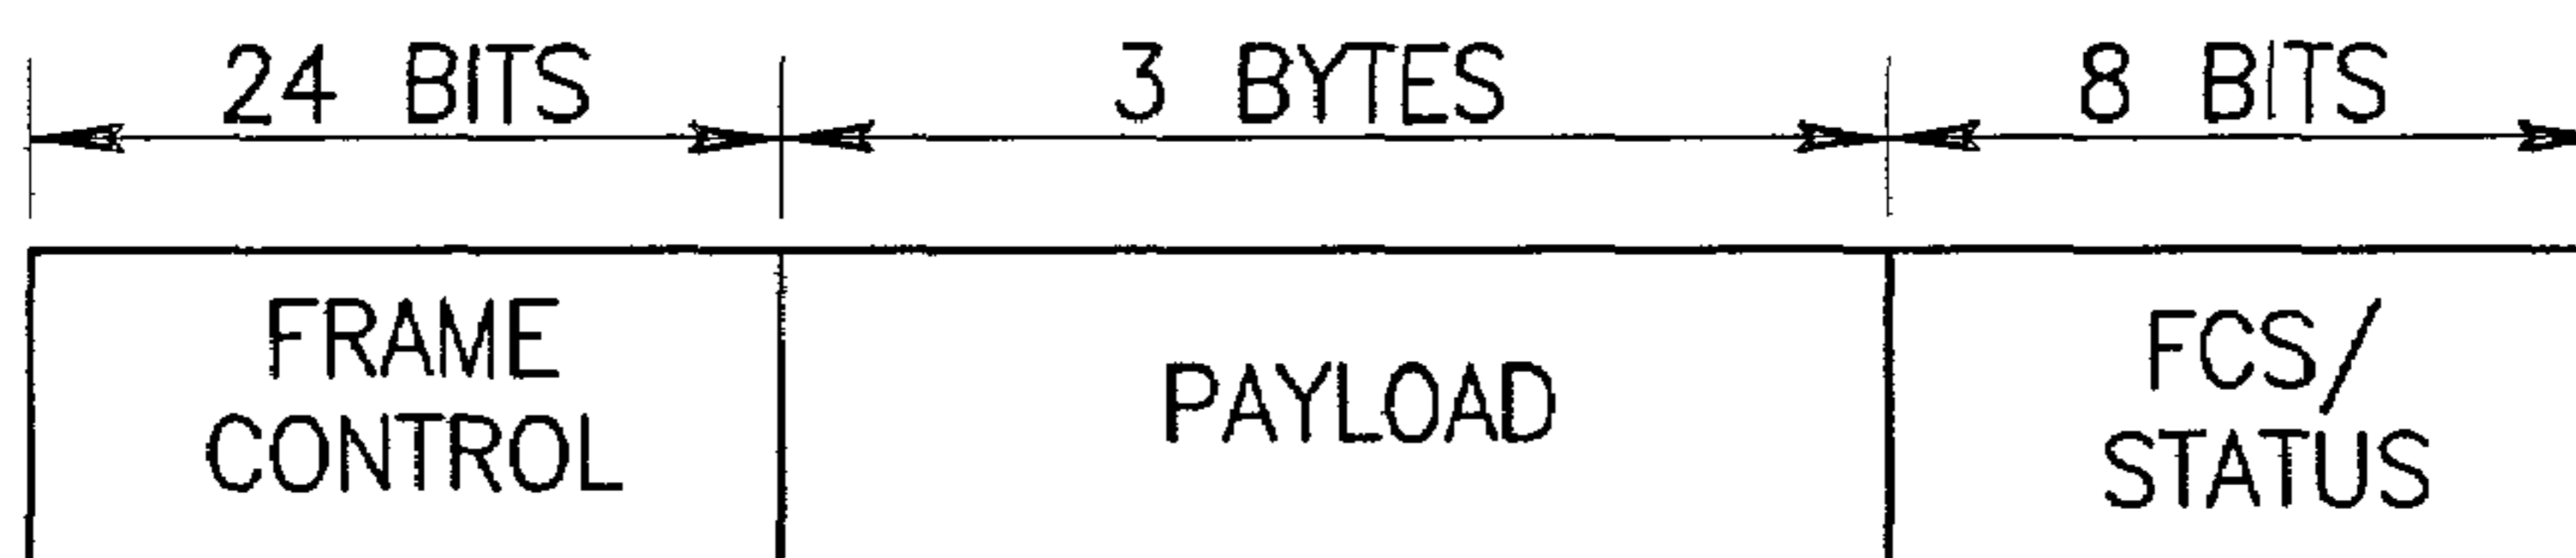 24 BITS 3 BYTES 8 BITS
FRAME
CONTROL
PAYLOAD
FCS/
STATUS